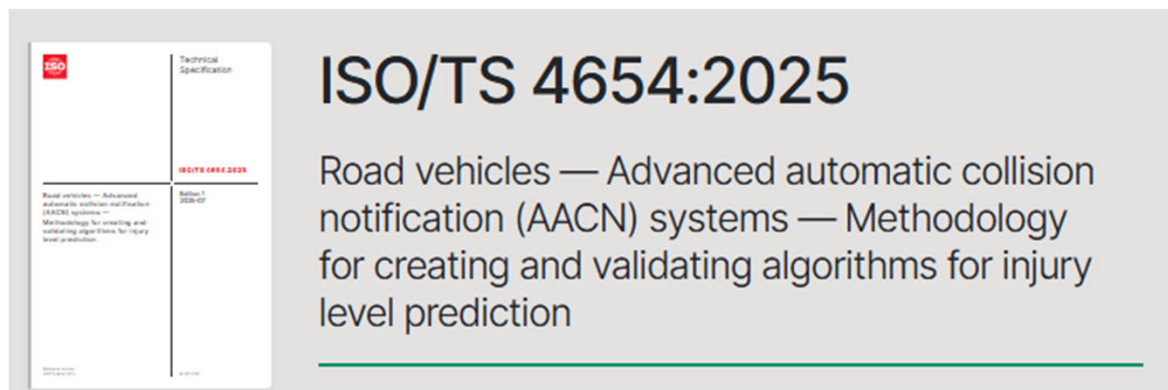 ISO
Technical
Specification
ISO/TS 4654:2025
Road vehicles — Advanced
automatic collision notification
(AACN) systems —
Methodology for creating and
validating algorithms for injury
level prediction
Edition 1
2025-07
ISO/TS 4654:2025
Road vehicles — Advanced automatic collision
notification (AACN) systems — Methodology
for creating and validating algorithms for injury
level prediction